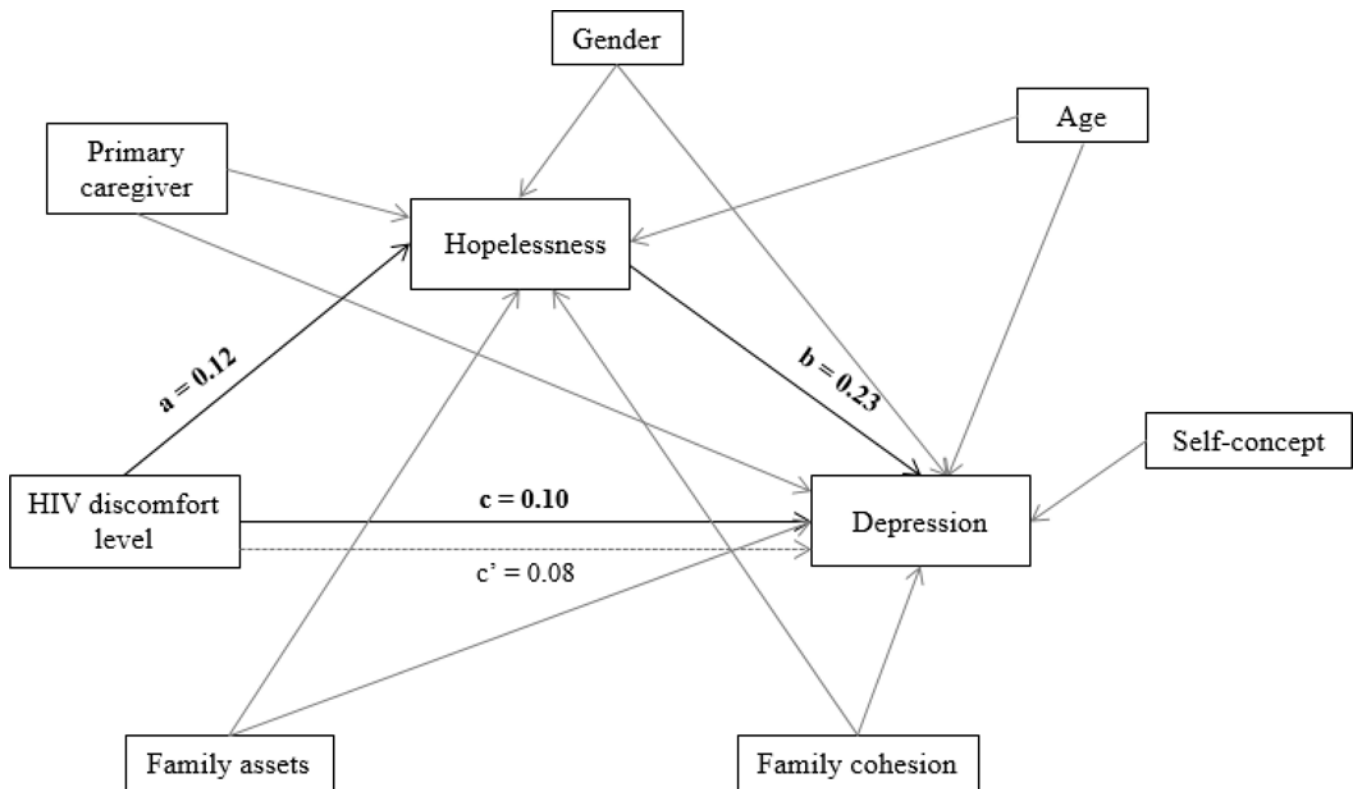 Gender
Age
Primary
caregiver
Hopelessness
a = 0.12
b = 0.23
Self-concept
HIV discomfort
level
c = 0.10
Depression
c’ = 0.08
Family assets
Family cohesion